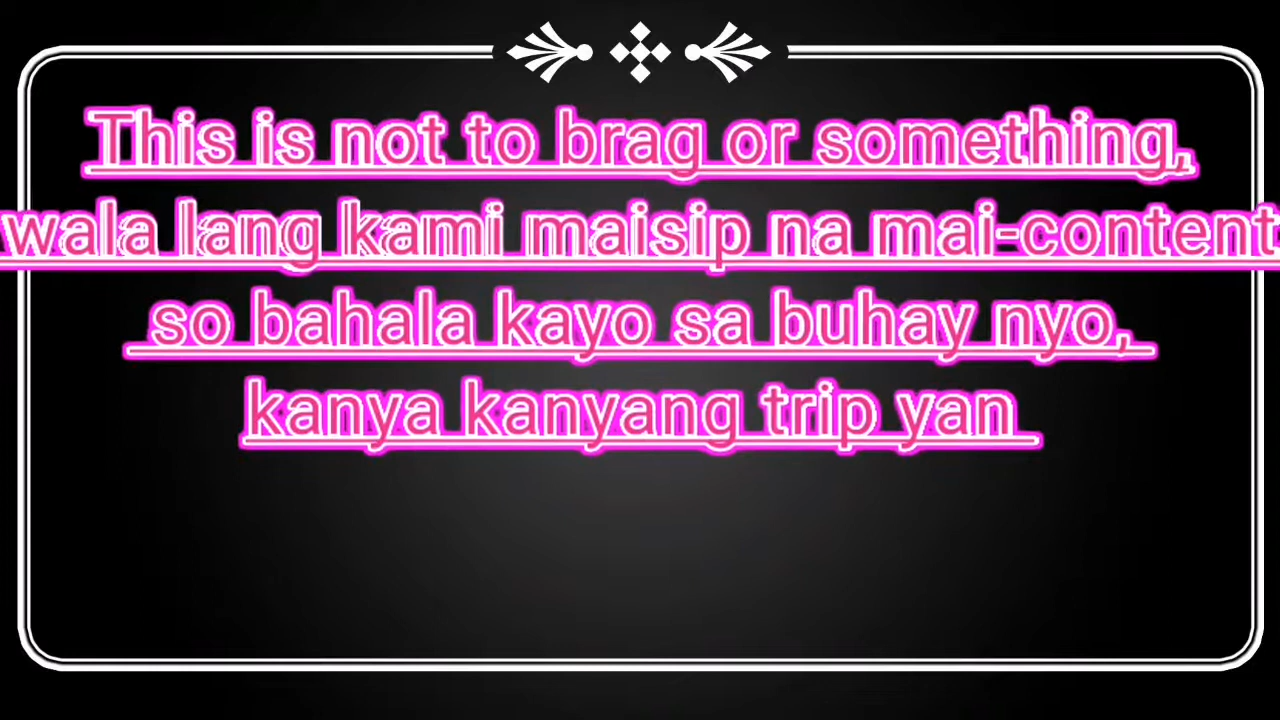 This is not to brag or something,
wala lang kami maisip na mai-content
so bahala kayo sa buhay nyo,
kanya kanyang trip yan